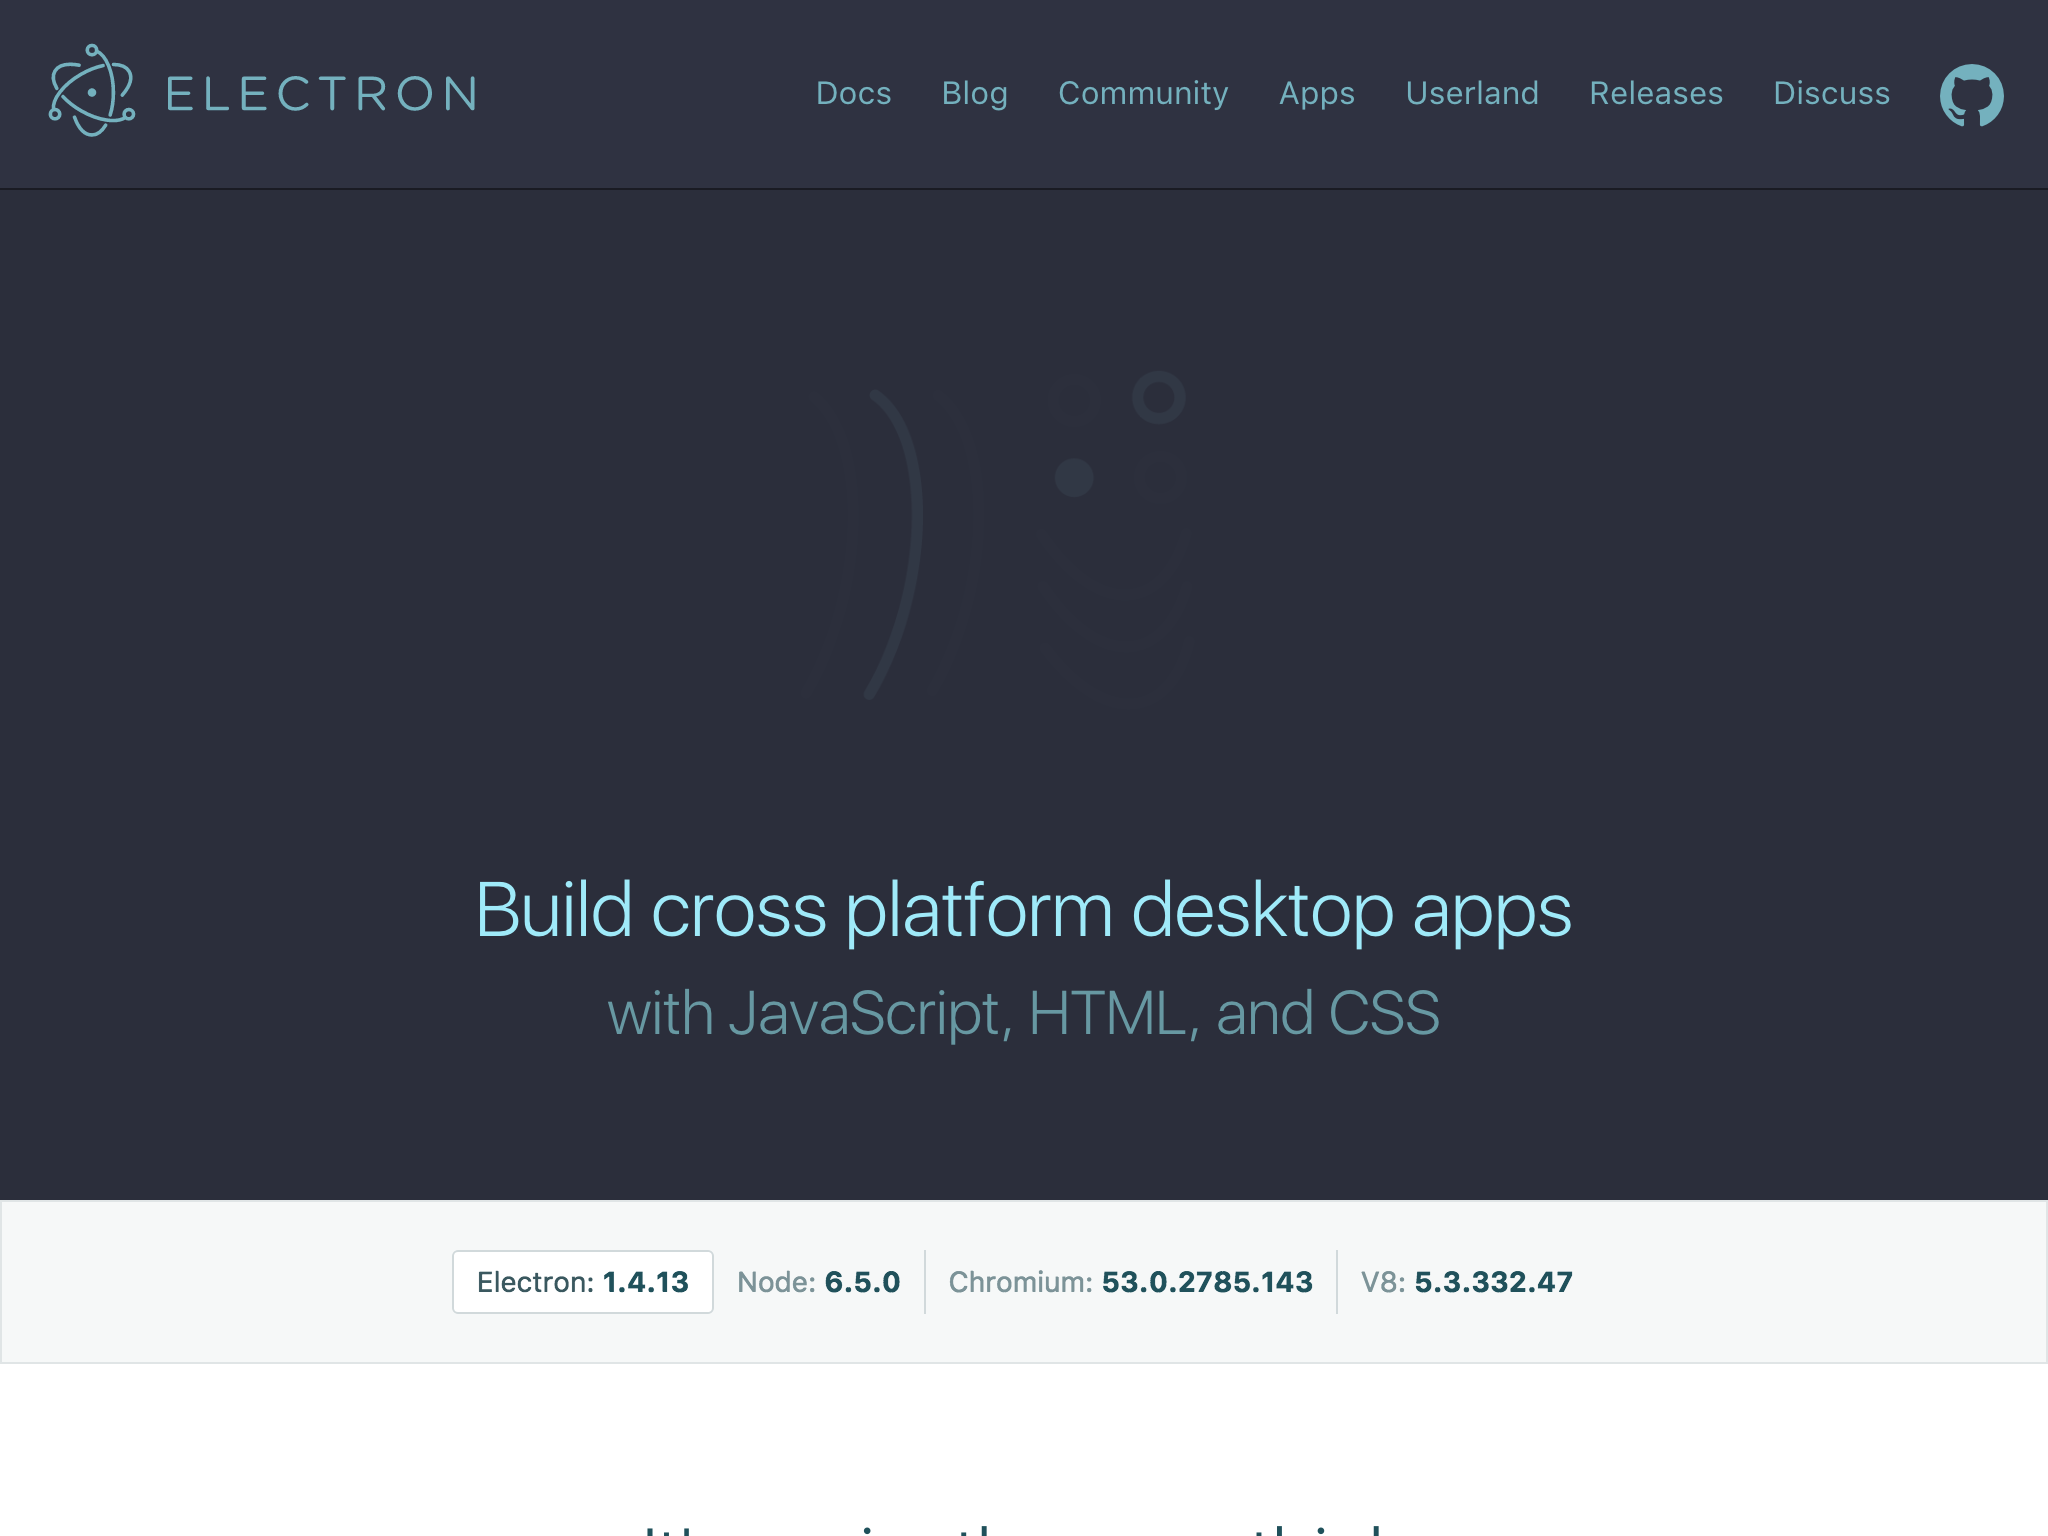 ELECTRON
Docs Blog Community Apps Userland Releases Discuss
Build cross platform desktop apps
with JavaScript, HTML, and CSS
Electron: 1.4.13 Node: 6.5.0 Chromium: 53.0.2785.143 V8: 5.3.332.47